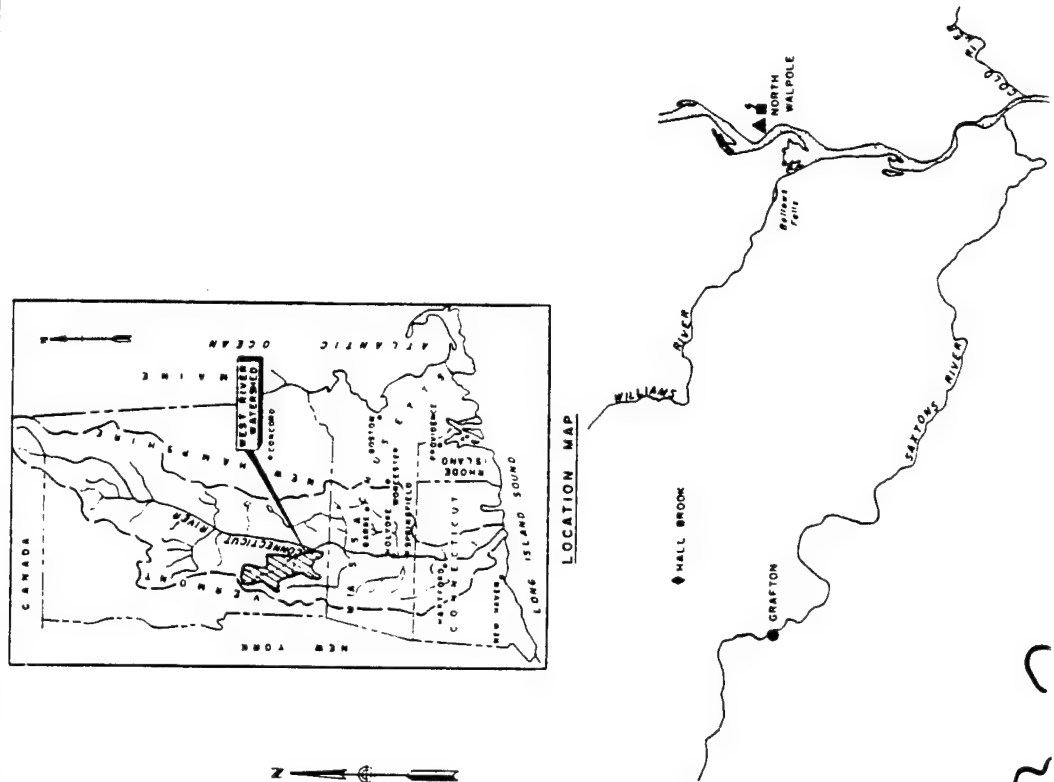 CANADA
MAINE
NEW HAMPSHIRE
VERMONT
NEW YORK
CONNECTICUT RIVER
WEST RIVER
WATERSHED
CONCORD
ATLANTIC OCEAN
MASSACHUSETTS
BOSTON
WORCESTER
HOLYOKE
SPRINGFIELD
PROVIDENCE
RHODE
ISLAND
HARTFORD
CONNECTICUT
NEW HAVEN
LONG ISLAND SOUND
LOCATION MAP
N
WILLIAMS RIVER
NORTH
WALPOLE
Bellows
Falls
COLD RIVER
SAXTONS RIVER
HALL BROOK
GRAFTON